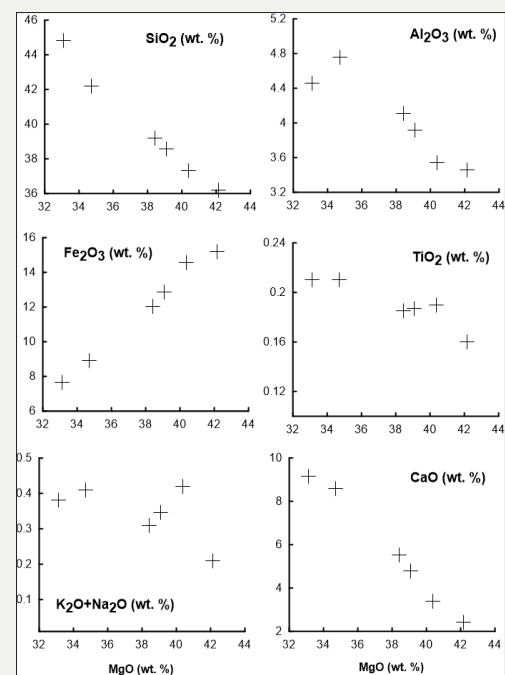 SiO2 (wt. %)
46
44
42
40
38
36
32 34 36 38 40 42 44
Al2O3 (wt. %)
5.2
4.8
4.4
4
3.6
3.2
32 34 36 38 40 42 44
Fe2O3 (wt. %)
16
14
12
10
8
6
32 34 36 38 40 42 44
TiO2 (wt. %)
0.24
0.2
0.16
0.12
32 34 36 38 40 42 44
K2O+Na2O (wt. %)
0.5
0.4
0.3
0.2
0.1
32 34 36 38 40 42 44
MgO (wt. %)
CaO (wt. %)
10
8
6
4
2
32 34 36 38 40 42 44
MgO (wt. %)